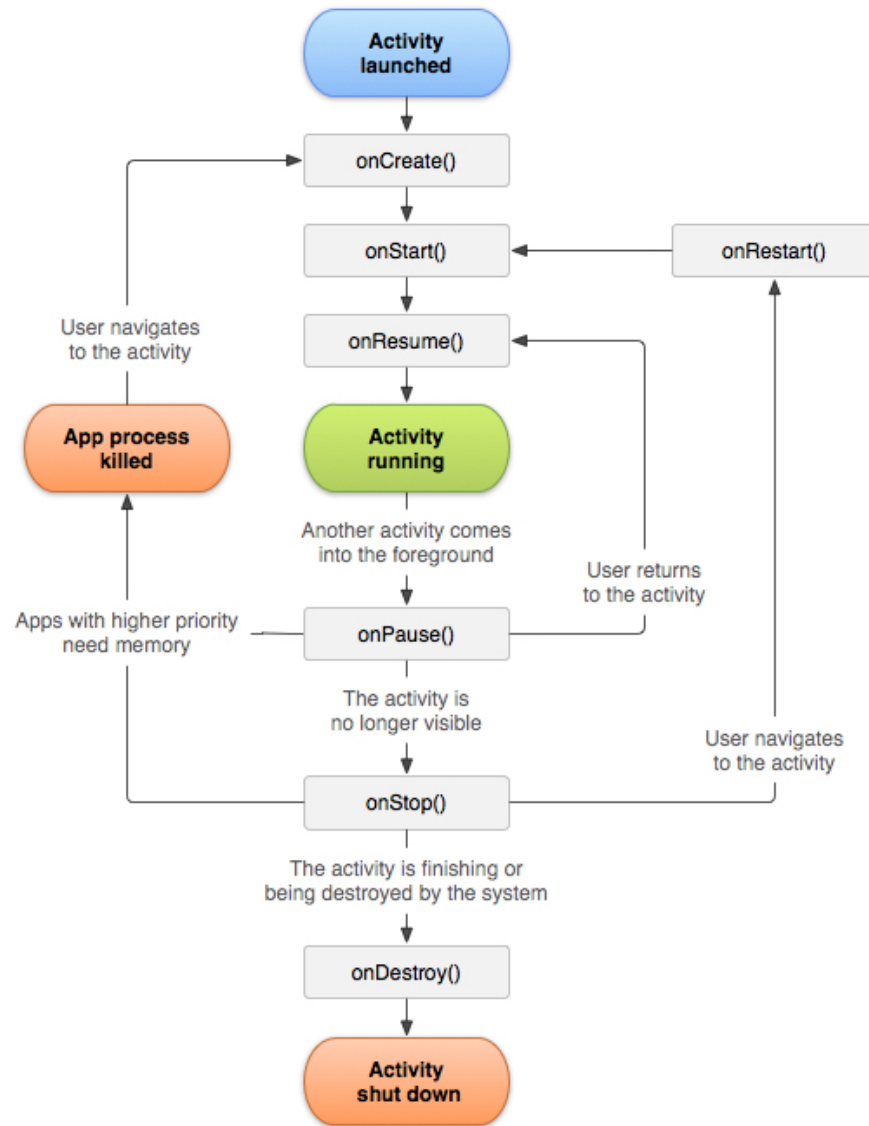 Activity
launched
onCreate()
onStart()
onRestart()
User navigates
to the activity
onResume()
App process
killed
Activity
running
Another activity comes
into the foreground
User returns
to the activity
Apps with higher priority
need memory
onPause()
The activity is
no longer visible
User navigates
to the activity
onStop()
The activity is finishing or
being destroyed by the system
onDestroy()
Activity
shut down